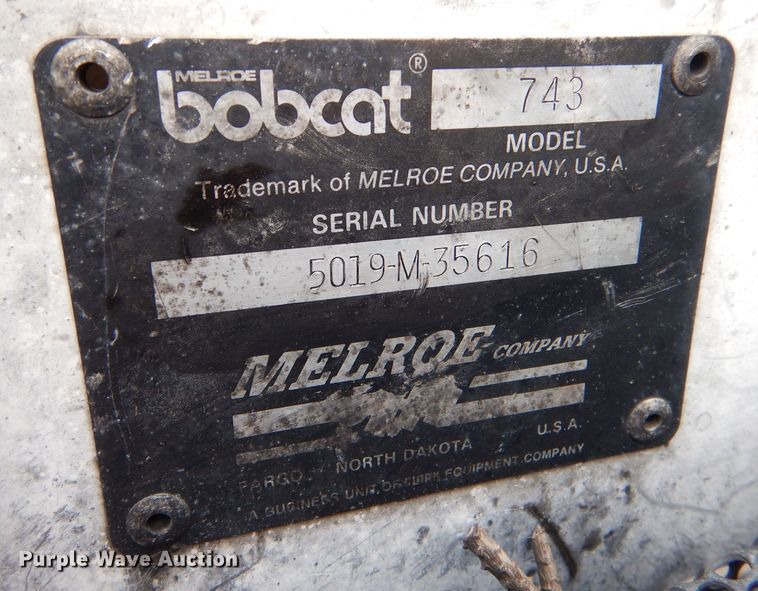 MELROE
bobcat® 743
MODEL
Trademark of MELROE COMPANY, U.S.A.
SERIAL NUMBER
5019-M-35616
MELROE COMPANY
FARGO NORTH DAKOTA U.S.A.
A BUSINESS UNIT OF CLARK EQUIPMENT COMPANY
Purple Wave Auction